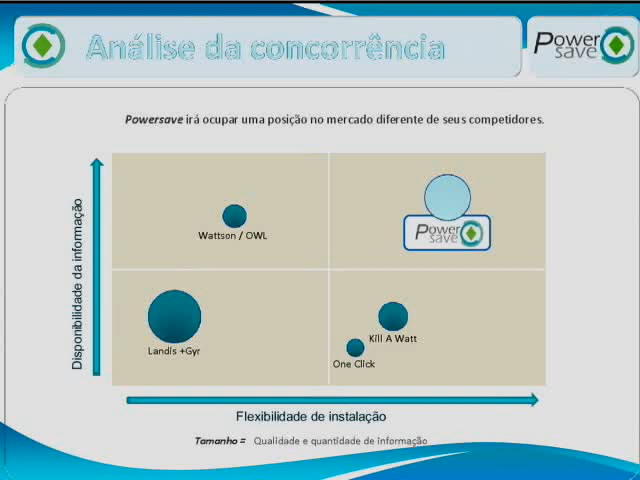 Análise da concorrência
Power
save
Powersave irá ocupar uma posição no mercado diferente de seus competidores.
Disponibilidade da informação
Wattson / OWL
Power
save
Landis +Gyr
Kill A Watt
One Click
Flexibilidade de instalação
Tamanho = Qualidade e quantidade de informação